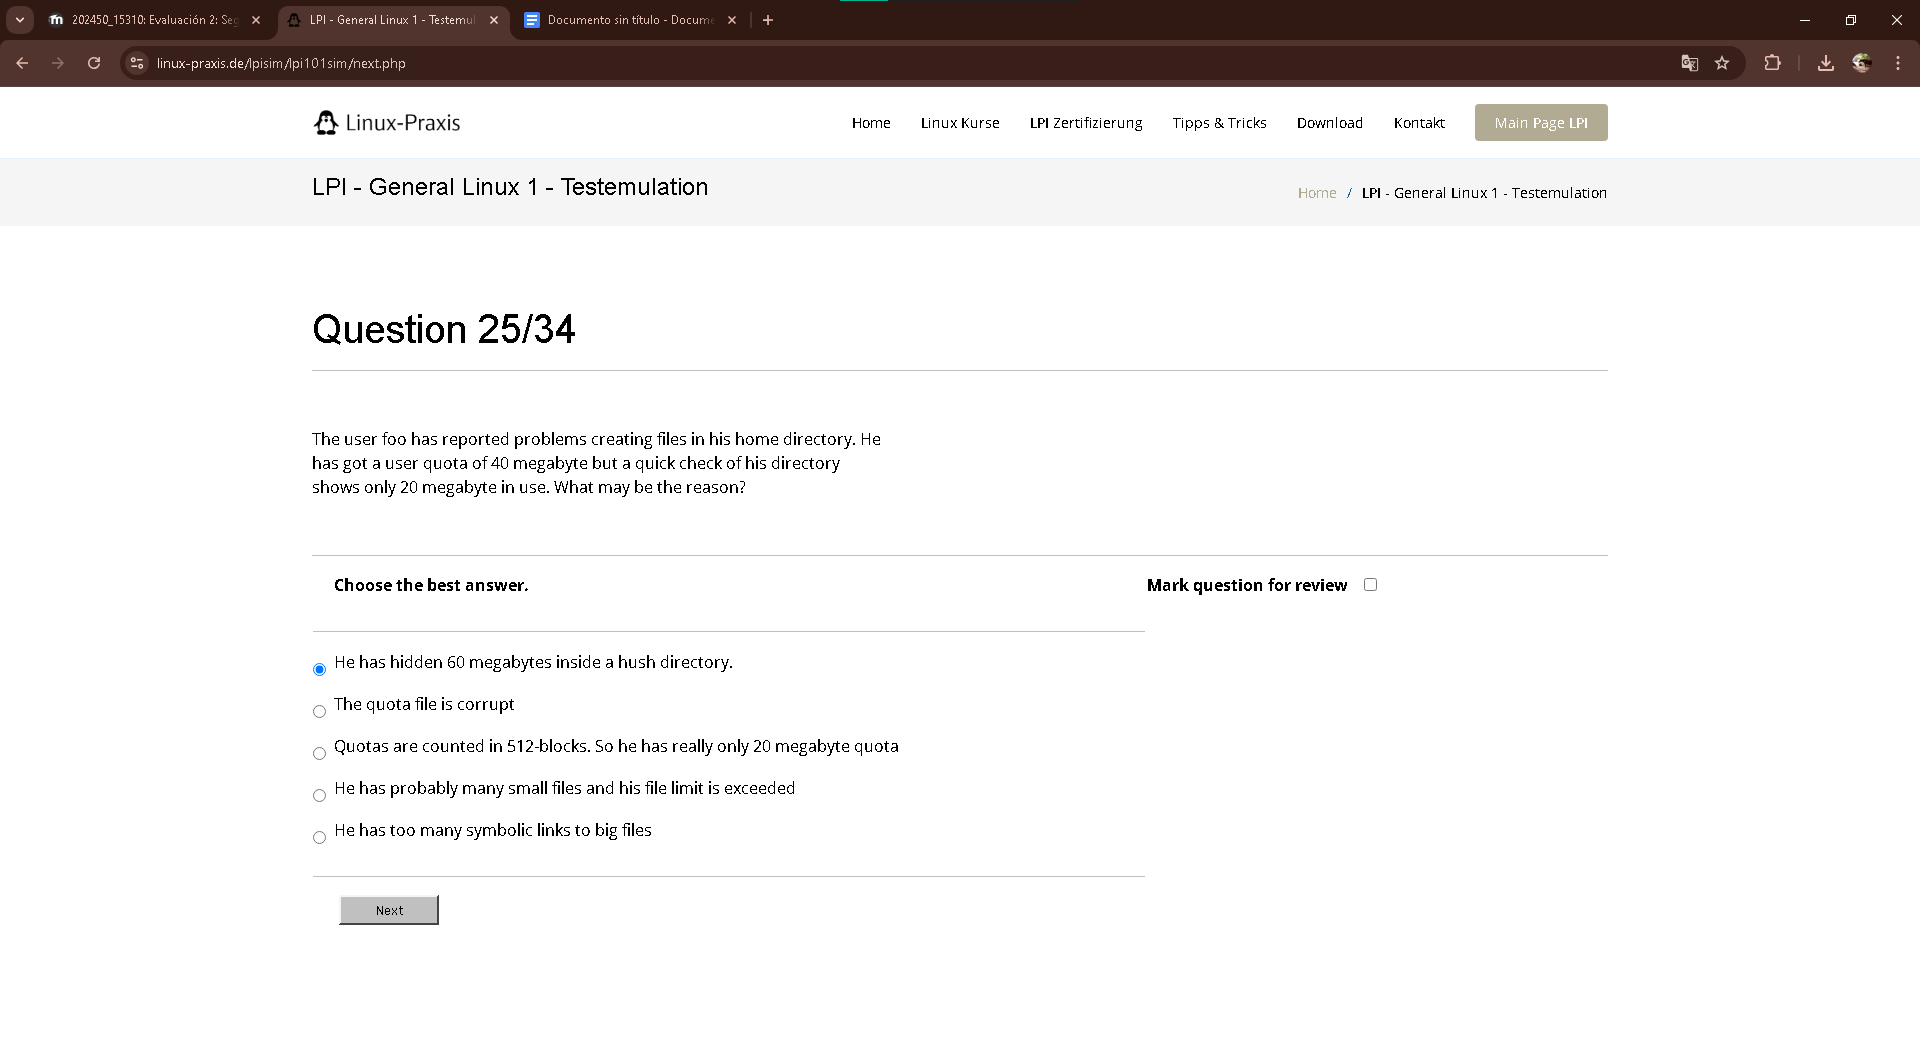 202450_15310: Evaluación 2: Seg
LPI - General Linux 1 - Testemul
Documento sin título - Docume
linux-praxis.de/lpisim/lpi101sim/next.php
Linux-Praxis
Home
Linux Kurse
LPI Zertifizierung
Tipps & Tricks
Download
Kontakt
Main Page LPI
LPI - General Linux 1 - Testemulation
Home / LPI - General Linux 1 - Testemulation
Question 25/34
The user foo has reported problems creating files in his home directory. He
has got a user quota of 40 megabyte but a quick check of his directory
shows only 20 megabyte in use. What may be the reason?
Choose the best answer.
Mark question for review
He has hidden 60 megabytes inside a hush directory.
The quota file is corrupt
Quotas are counted in 512-blocks. So he has really only 20 megabyte quota
He has probably many small files and his file limit is exceeded
He has too many symbolic links to big files
Next